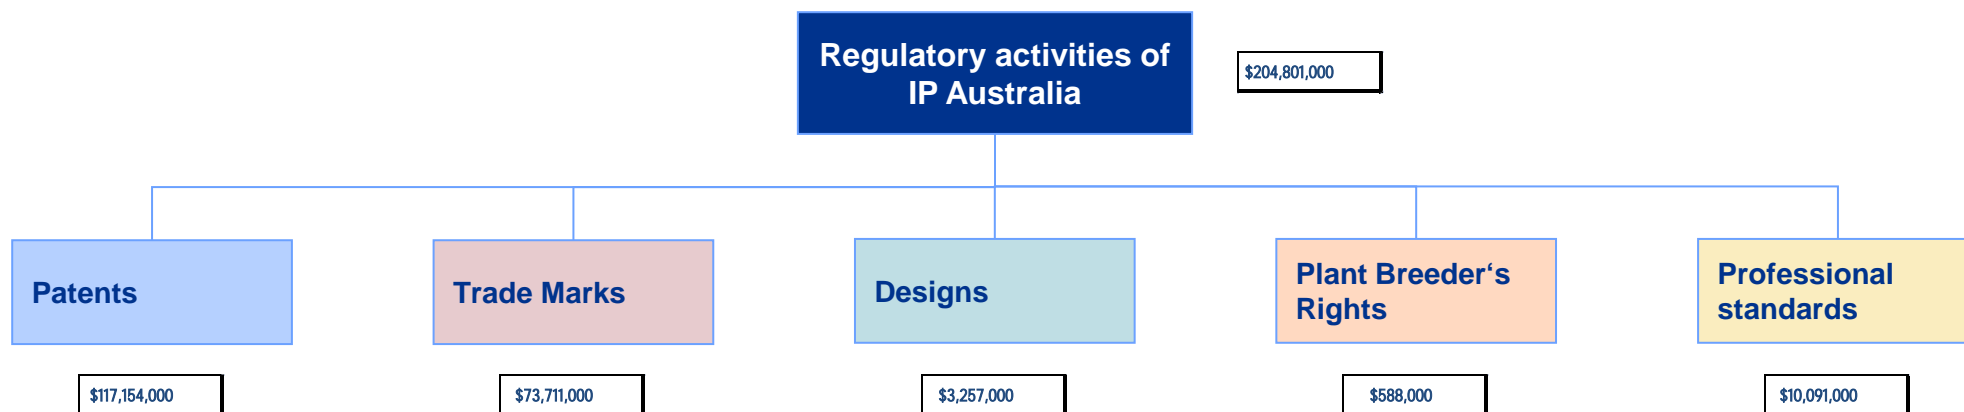 Regulatory activities of
IP Australia
$204,801,000
Patents
Trade Marks
Designs
Plant Breeder‘s
Rights
Professional
standards
$117,154,000
$73,711,000
$3,257,000
$588,000
$10,091,000